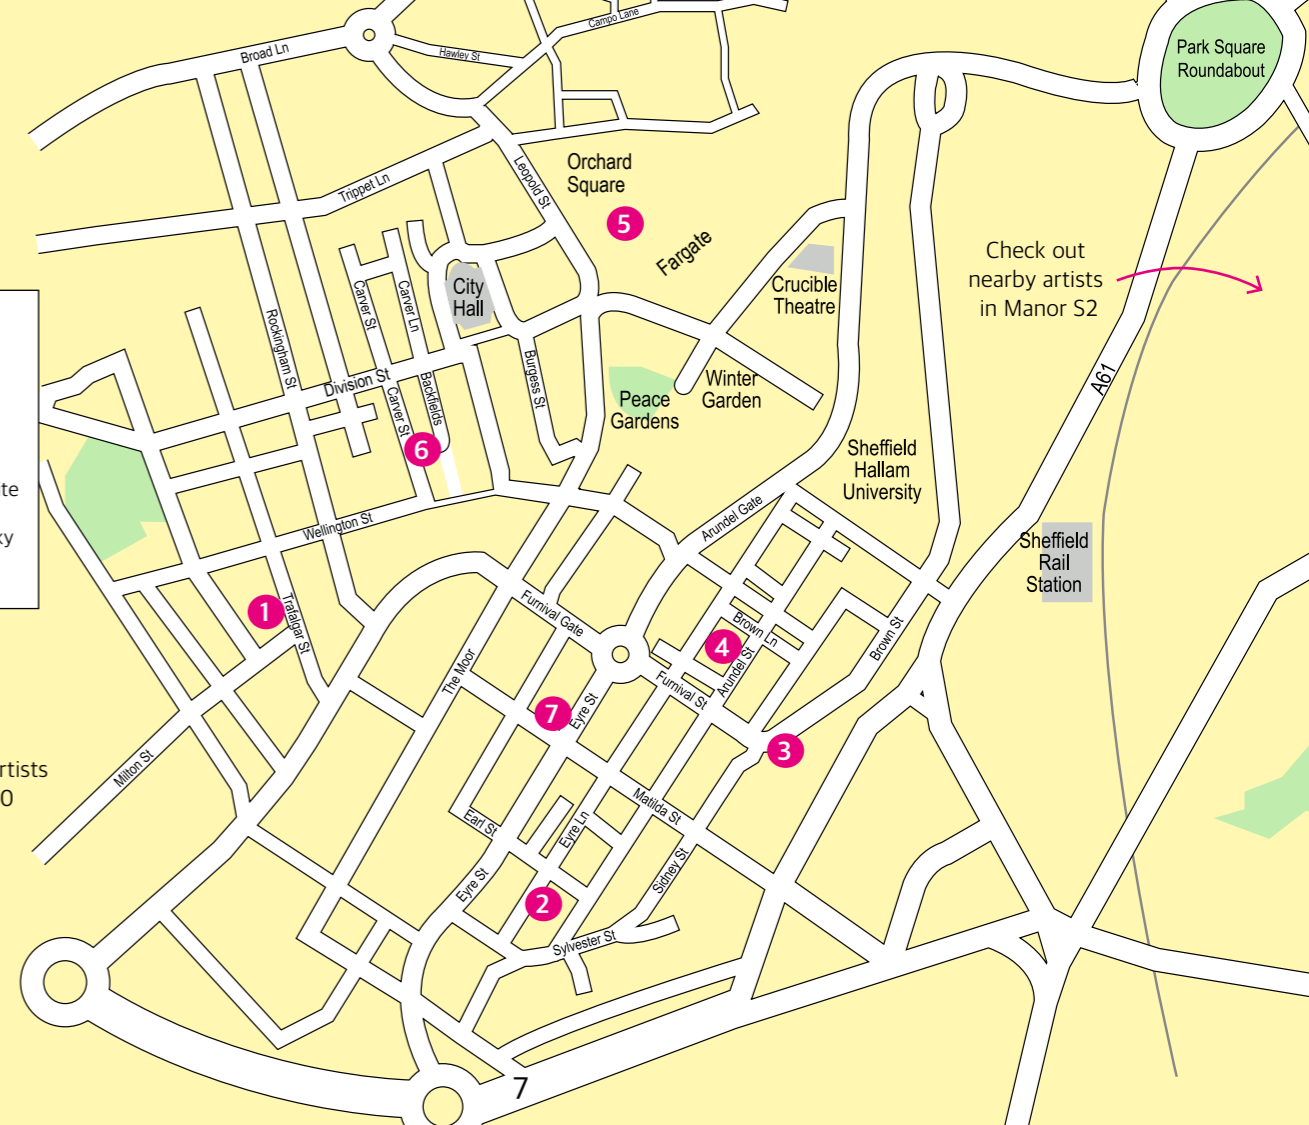 Campo Lane
Broad Ln
Hawley St
Park Square
Roundabout
Orchard
Square
Leopold St
Trippet Ln
5
Fargate
Check out
nearby artists
in Manor S2
City
Hall
Crucible
Theatre
Carver St
Carver Ln
Rockingham St
Division St
Burgess St
Backfields
Carver St
Peace
Gardens
Winter
Garden
A61
6
Sheffield
Hallam
University
ite
ky
Wellington St
Arundel Gate
Sheffield
Rail
Station
1
Trafalgar St
Furnival Gate
Brown Ln
4
Brown St
The Moor
Arundel St
Furnival St
7
Eyre St
3
Milton St
rtists
0
Matilda St
Earl St
Eyre Ln
Sidney St
Eyre St
2
Sylvester St
7